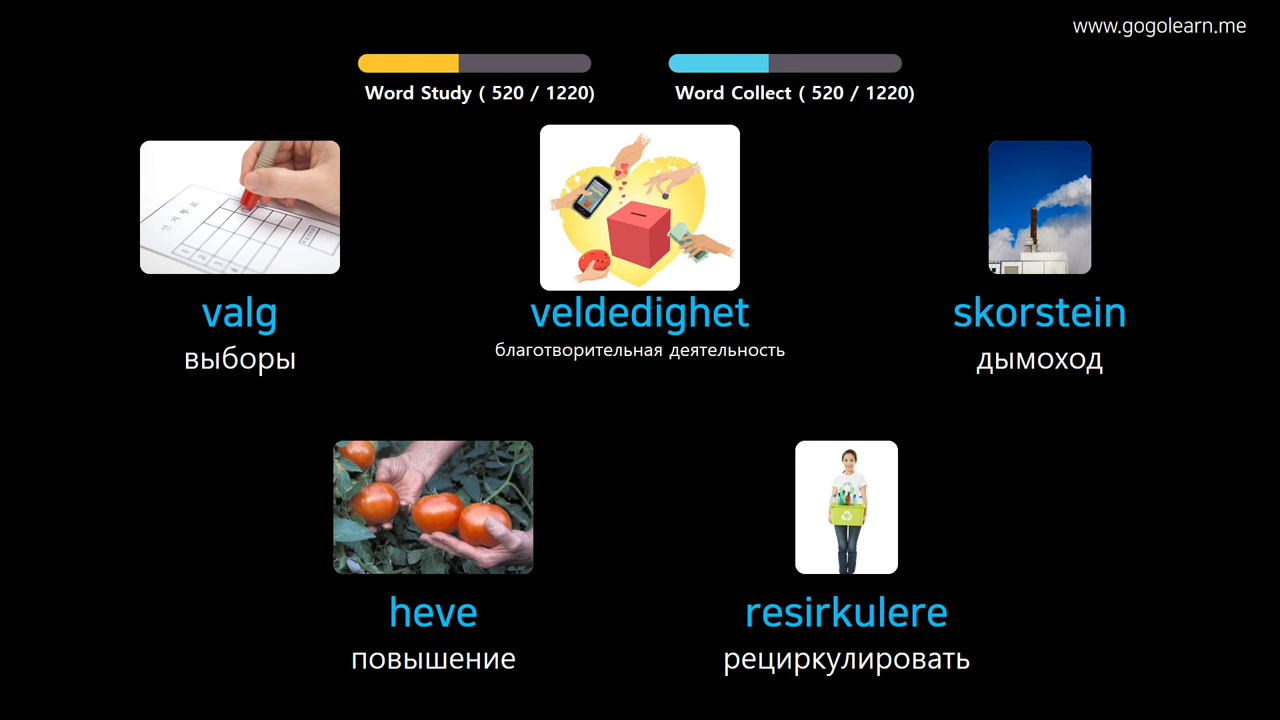 www.gogolearn.me
Word Study ( 520 / 1220)
Word Collect ( 520 / 1220)
valg
выборы
veldedighet
благотворительная деятельность
skorstein
дымоход
heve
повышение
resirkulere
рециркулировать